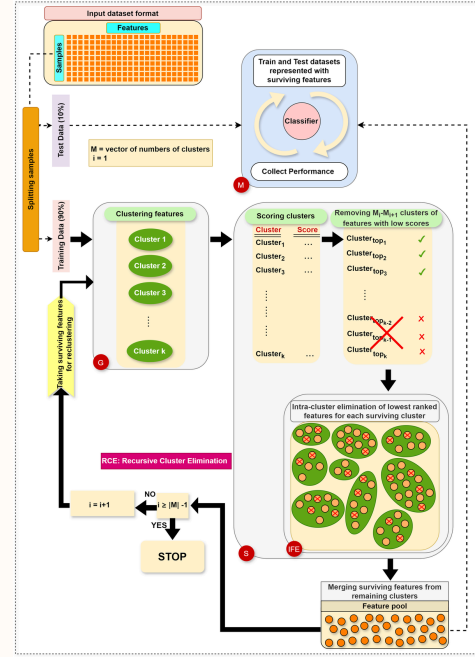 Input dataset format
Features
Samples
Splitting samples
Test Data (10%)
Training Data (90%)
M = vector of numbers of clusters
i = 1
Train and Test datasets
represented with
surviving features
Classifier
Collect Performance
M
Clustering features
Cluster 1
Cluster 2
Cluster 3
⋮
Cluster k
G
Scoring clusters
Cluster Score
Cluster1 ...
Cluster2 ...
Cluster3 ...
⋮ ⋮
Clusterk ...
Removing Mi-Mi+1 clusters of
features with low scores
Clustertop1 ✓
Clustertop2 ✓
Clustertop3 ✓
⋮
Clustertopk-2 x
Clustertopk-1 x
Clustertopk x
Intra-cluster elimination of lowest ranked
features for each surviving cluster
IFE
S
Taking surviving features
for reclustering
RCE: Recursive Cluster Elimination
i = i+1
NO
i ≥ |M| -1
YES
STOP
Merging surviving features from
remaining clusters
Feature pool